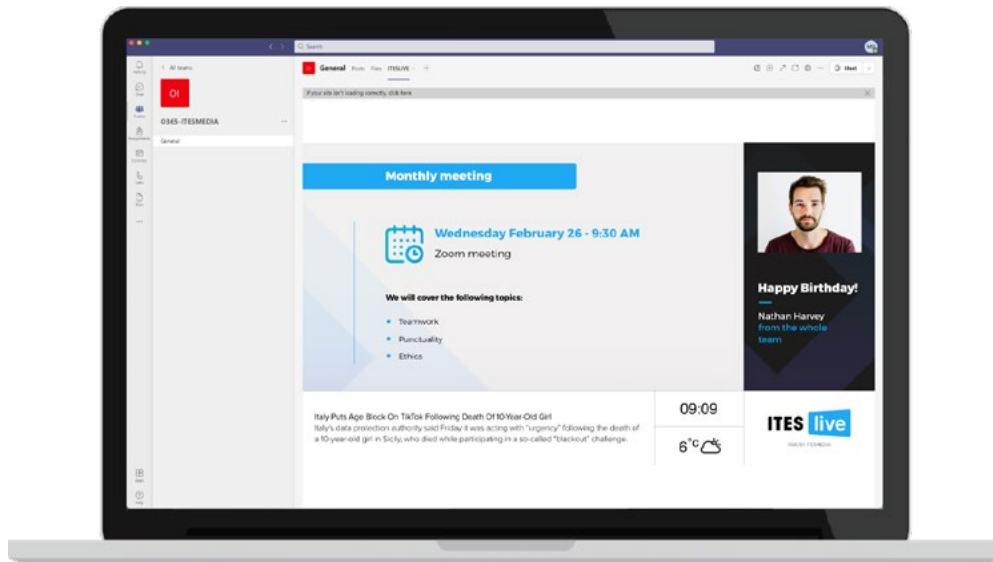 Search
All teams
OI
O365-ITESMEDIA
General
General Posts Files ITESLIVE
Meet
If your site isn't loading correctly, click here
Monthly meeting
Wednesday February 26 - 9:30 AM
Zoom meeting
We will cover the following topics:
• Teamwork
• Punctuality
• Ethics
Happy Birthday!
Nathan Harvey
from the whole
team
Italy Puts Age Block On TikTok Following Death Of 10-Year-Old Girl
Italy's data protection authority said Friday it was acting with "urgency" following the death of
a 10-year-old girl in Sicily, who died while participating in a so-called "blackout" challenge.
09:09
6°C
ITES live